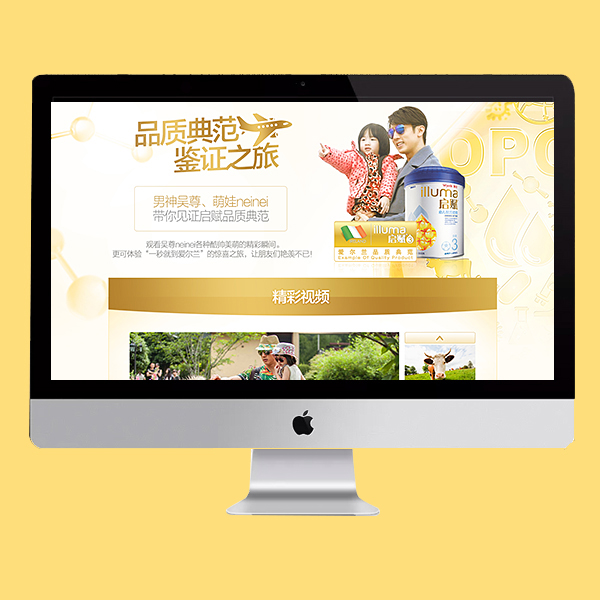 品质典范
鉴证之旅
男神吴尊、萌娃neinei
带你见证启赋品质典范
观看吴尊neinei各种酷帅美萌的精彩瞬间。
更可体验“一秒就到爱尔兰”的惊喜之旅，让朋友们艳羡不已!
OPO
illuma
启赋
3
illuma
启赋3
爱尔兰品质典范
Example Of Quality Product
精彩视频